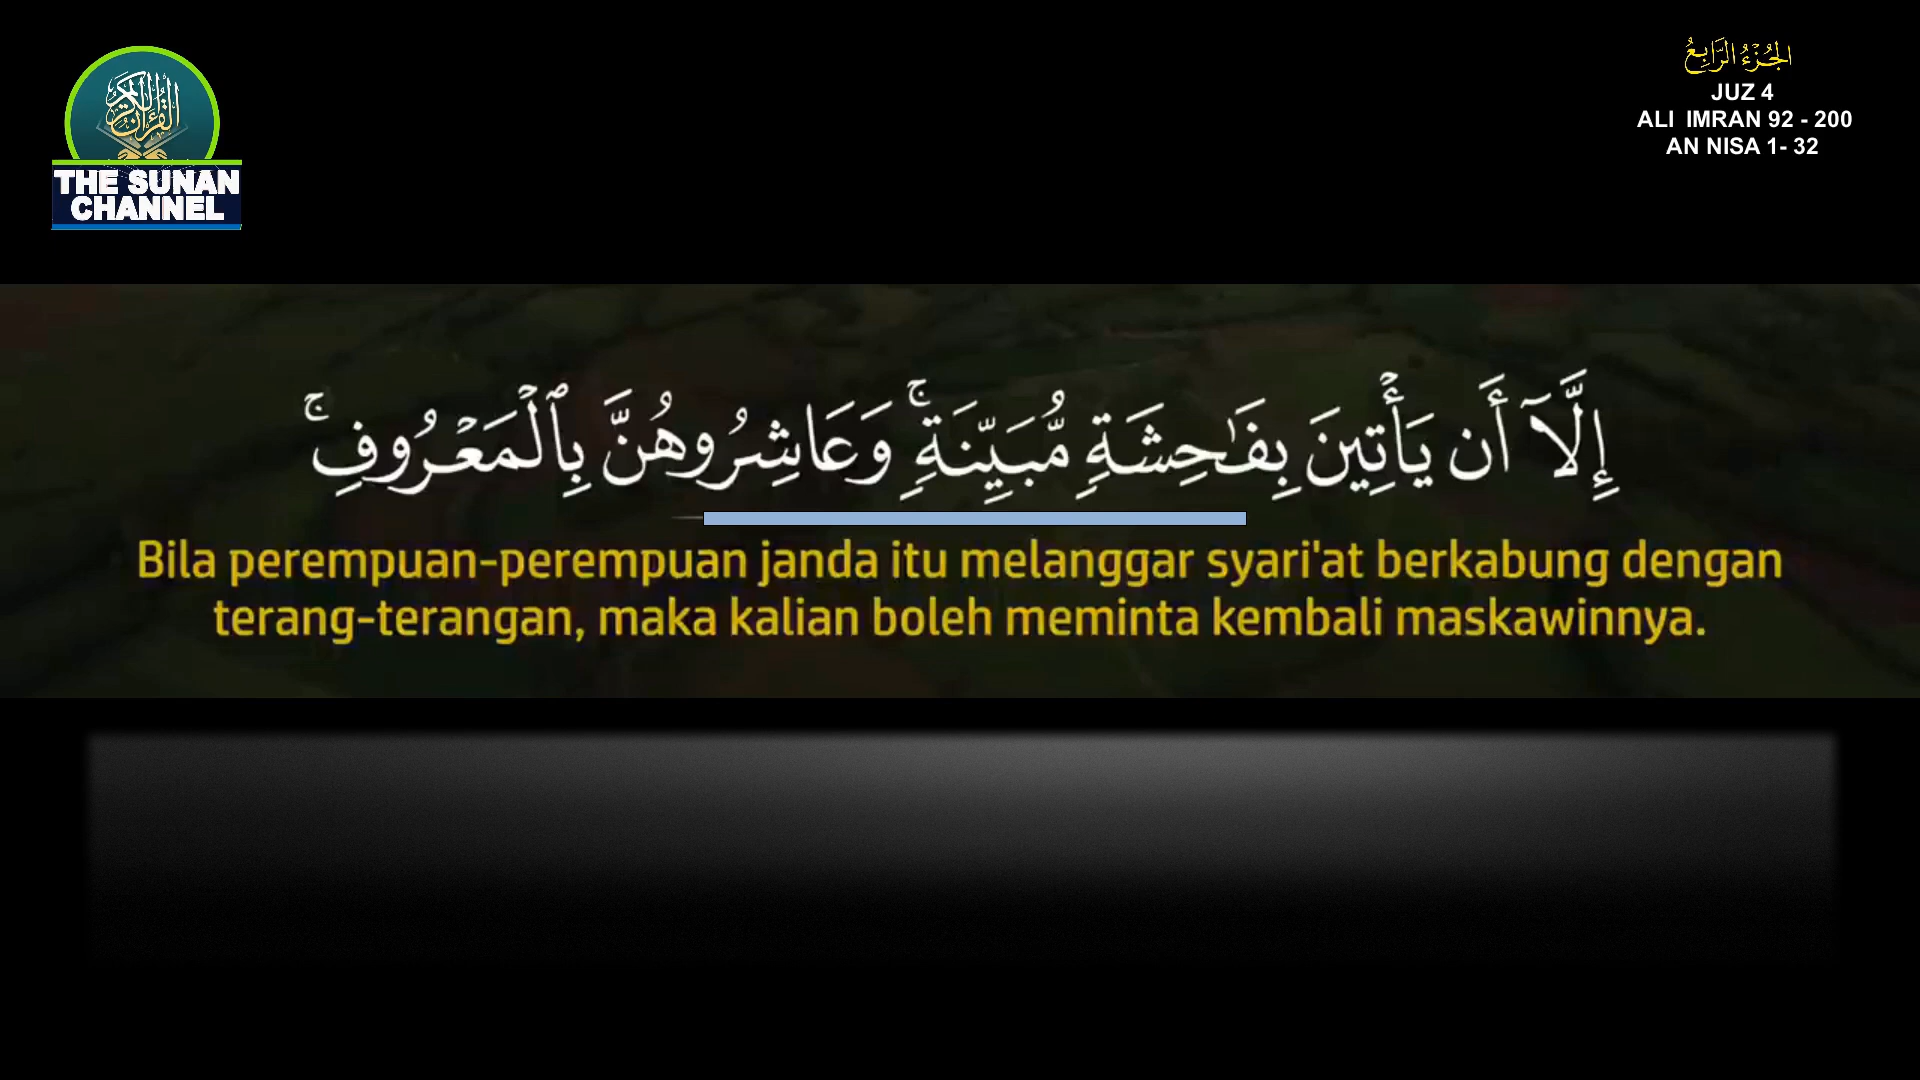 القرآن الكريم
THE SUNAN
CHANNEL
الجُزْءُ الرَّابِعُ
JUZ 4
ALI IMRAN 92 - 200
AN NISA 1- 32
إِلَّآ أَن يَأْتِينَ بِفَـٰحِشَةٍ مُّبَيِّنَةٍ ۚ وَعَاشِرُوهُنَّ بِٱلْمَعْرُوفِ ۚ
Bila perempuan-perempuan janda itu melanggar syari'at berkabung dengan
terang-terangan, maka kalian boleh meminta kembali maskawinnya.